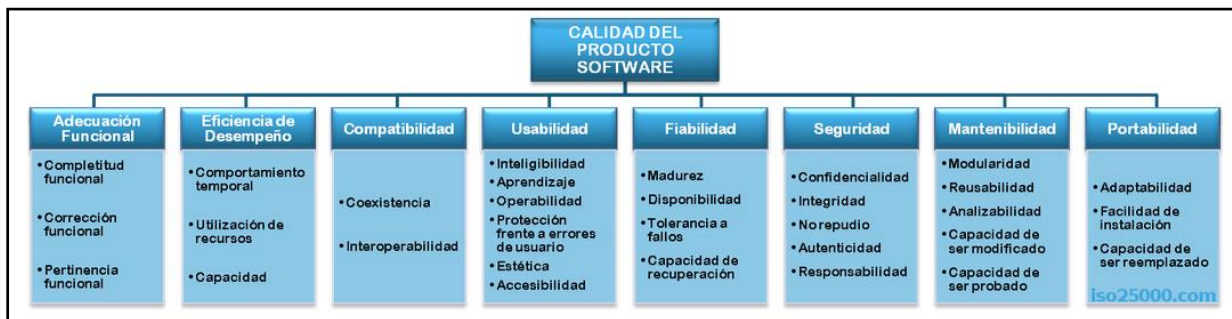 CALIDAD DEL
PRODUCTO
SOFTWARE
Adecuación
Funcional
• Completitud
funcional
• Corrección
funcional
• Pertinencia
funcional
Eficiencia de
Desempeño
• Comportamiento
temporal
• Utilización de
recursos
• Capacidad
Compatibilidad
• Coexistencia
• Interoperabilidad
Usabilidad
• Inteligibilidad
• Aprendizaje
• Operabilidad
• Protección
frente a errores
de usuario
• Estética
• Accesibilidad
Fiabilidad
• Madurez
• Disponibilidad
• Tolerancia a
fallos
• Capacidad de
recuperación
Seguridad
• Confidencialidad
• Integridad
• No repudio
• Autenticidad
• Responsabilidad
Mantenibilidad
• Modularidad
• Reusabilidad
• Analizabilidad
• Capacidad de
ser modificado
• Capacidad de
ser probado
Portabilidad
• Adaptabilidad
• Facilidad de
instalación
• Capacidad de
ser reemplazado
iso25000.com